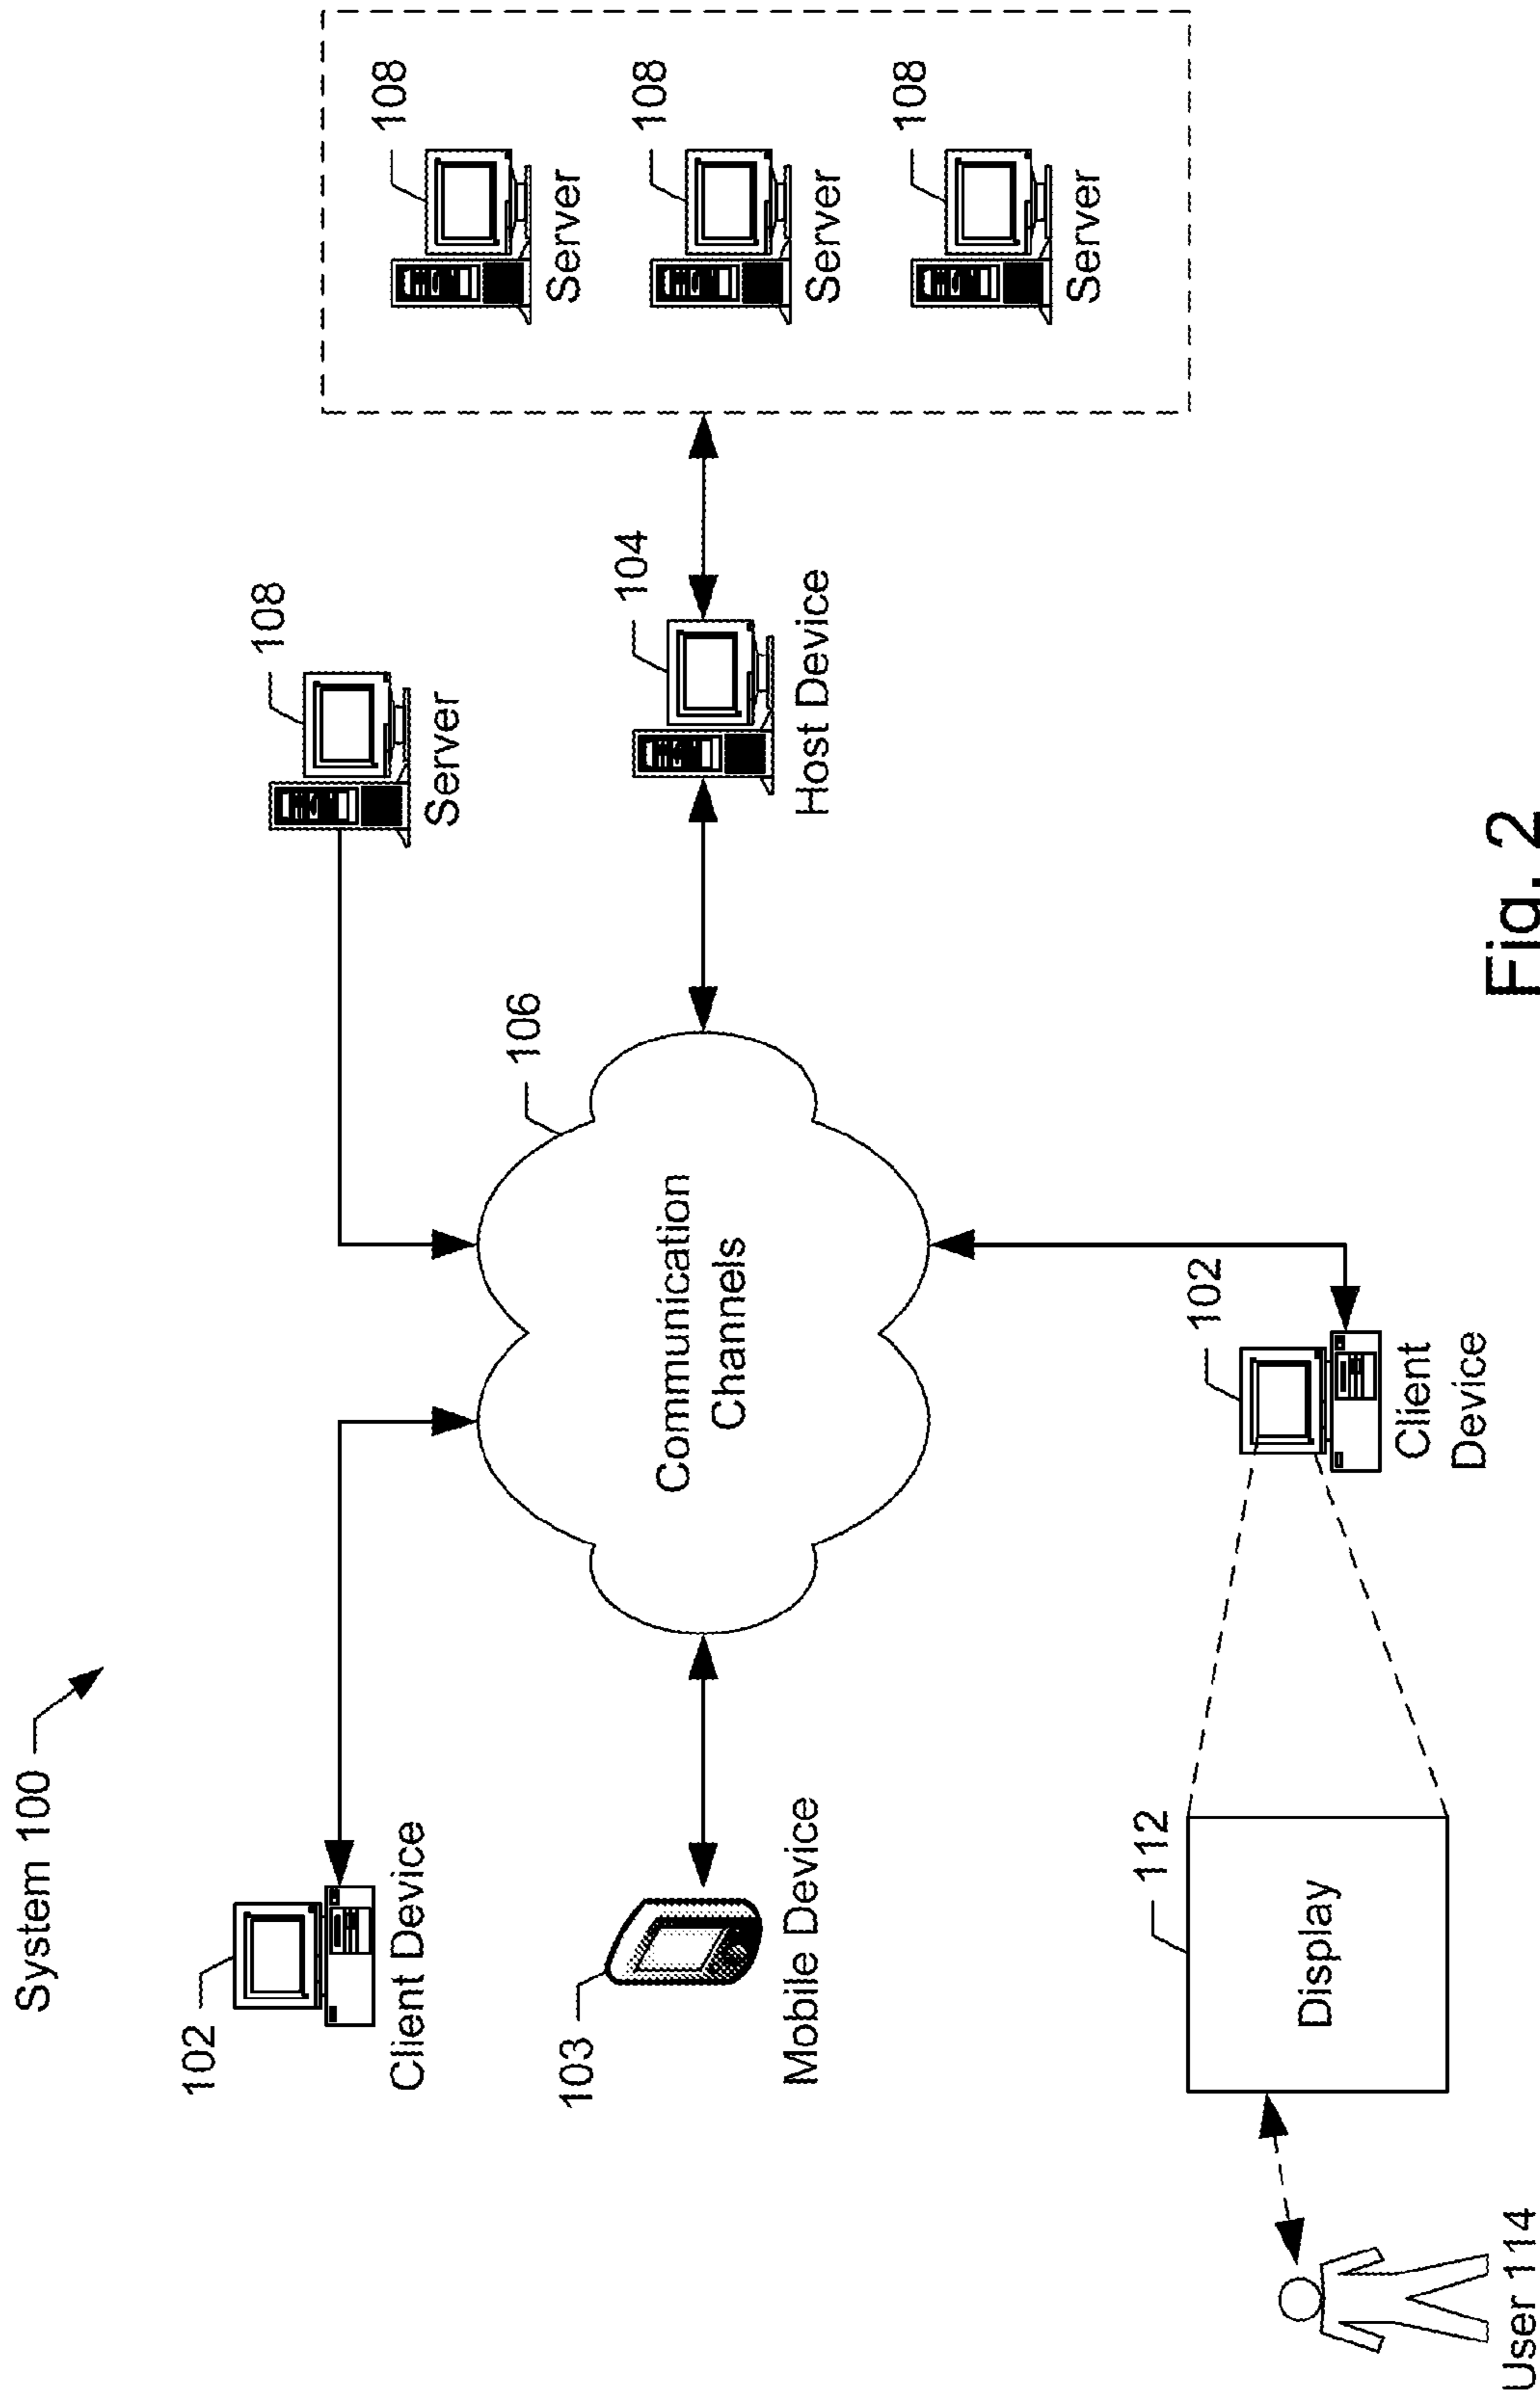 System 100
102
Client Device
103
Mobile Device
108
Server
104
Host Device
108
Server
108
Server
108
Server
106
Communication
Channels
112
Display
102
Client
Device
User 114
Fig. 2